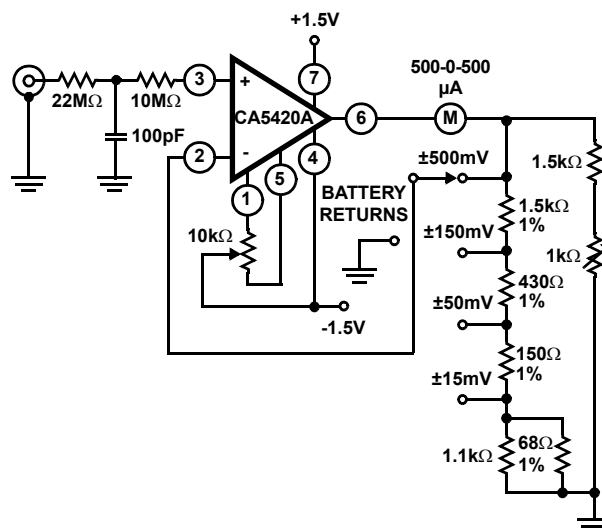 +1.5V
22MΩ
10MΩ
100pF
3
2
+
-
CA5420A
7
6
4
5
1
500-0-500
µA
M
±500mV
BATTERY
RETURNS
10kΩ
-1.5V
1.5kΩ
1%
±150mV
430Ω
1%
±50mV
150Ω
1%
±15mV
1.1kΩ
68Ω
1%
1.5kΩ
1kΩ